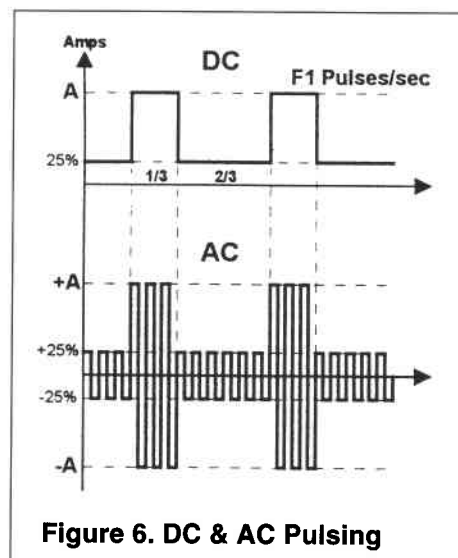 Amps
DC
F1 Pulses/sec
A
25%
1/3
2/3
AC
+A
+25%
-25%
-A
Figure 6. DC & AC Pulsing